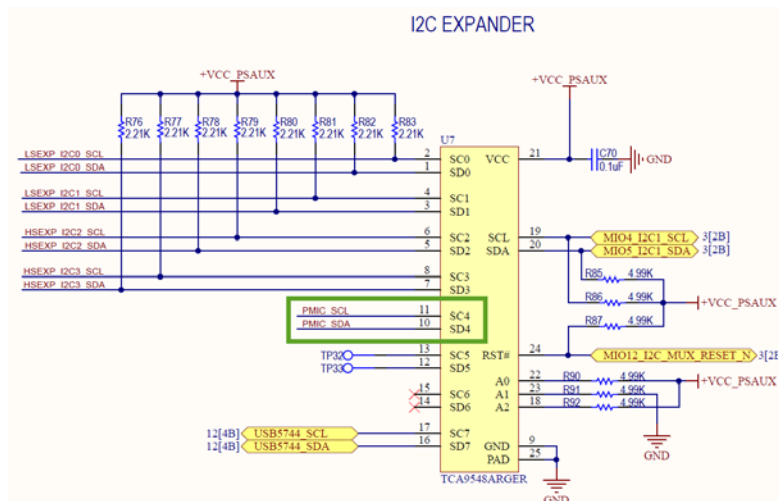 I2C EXPANDER
+VCC_PSAUX
+VCC_PSAUX
R76 R77 R78 R79 R80 R81 R82 R83
2.21K 2.21K 2.21K 2.21K 2.21K 2.21K 2.21K 2.21K
U7
LSEXP_I2C0_SCL 2 SC0 VCC 21 C70 GND
LSEXP_I2C0_SDA 1 SD0 0.1uF
LSEXP_I2C1_SCL 4 SC1
LSEXP_I2C1_SDA 3 SD1
HSEXP_I2C2_SCL 6 SC2 SCL 19 MIO4_I2C1_SCL 3[2B]
HSEXP_I2C2_SDA 5 SD2 SDA 20 MIO5_I2C1_SDA 3[2B]
HSEXP_I2C3_SCL 8 SC3 R85 4.99K
HSEXP_I2C3_SDA 7 SD3 R86 4.99K +VCC_PSAUX
PMIC_SCL 11 SC4 R87 4.99K
PMIC_SDA 10 SD4
TP32 13 SC5 RST# 24 MIO12_I2C_MUX_RESET_N 3[2B
TP33 12 SD5
A0 22 R90 4.99K +VCC_PSAUX
15 SC6 A1 23 R91 4.99K
14 SD6 A2 18 R92 4.99K
12[4B] USB5744_SCL 17 SC7
12[4B] USB5744_SDA 16 SD7 GND 9 GND
PAD 25
TCA9548ARGER
GND